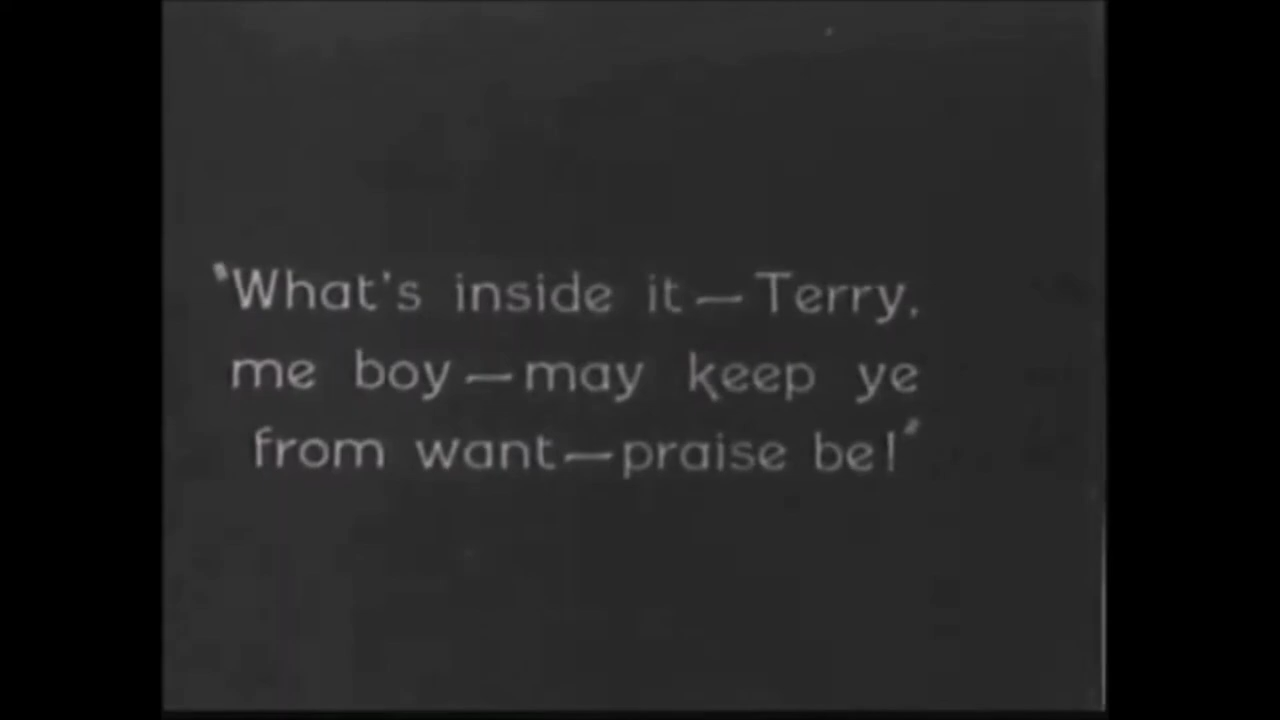 "What's inside it — Terry,
me boy — may keep ye
from want — praise be!"